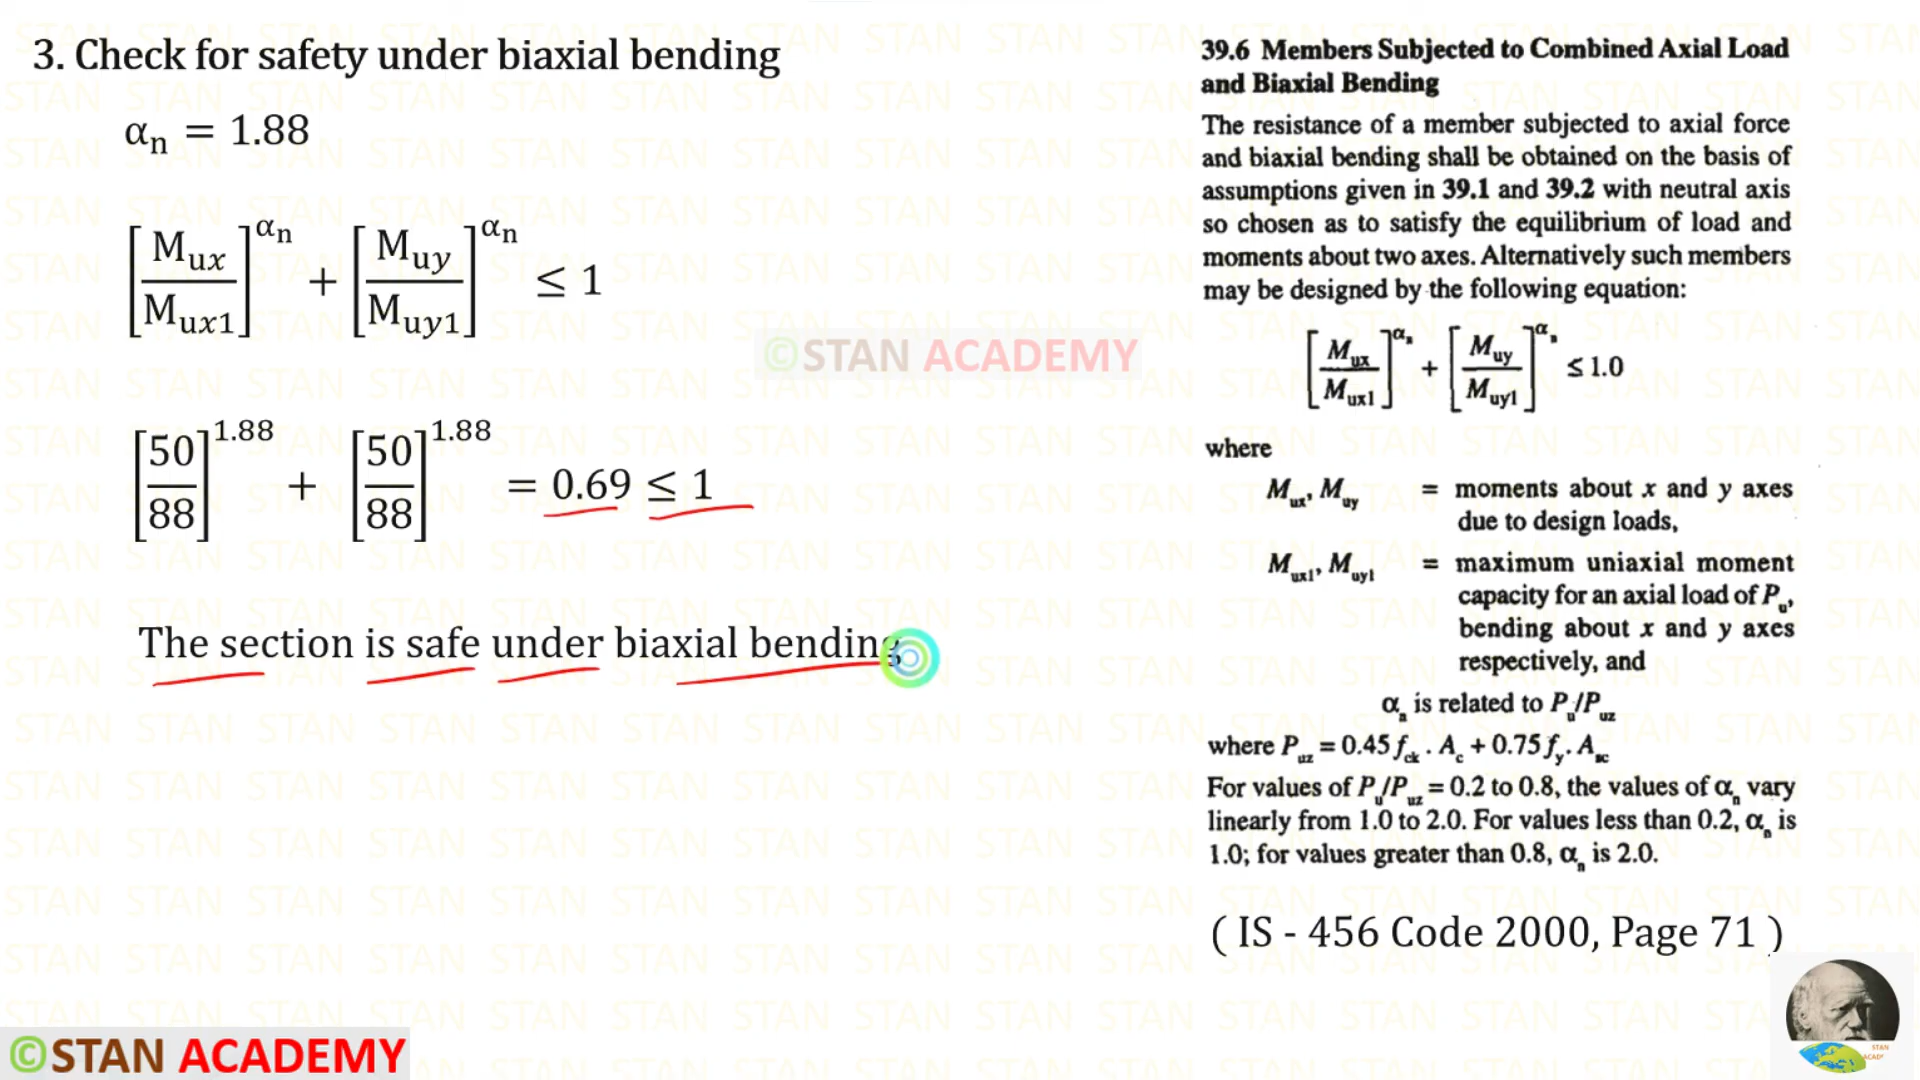 3. Check for safety under biaxial bending
αn = 1.88
[Mux / Mux1]^αn + [Muy / Muy1]^αn ≤ 1
[50 / 88]^1.88 + [50 / 88]^1.88 = 0.69 ≤ 1
The section is safe under biaxial bending
©STAN ACADEMY
39.6 Members Subjected to Combined Axial Load
and Biaxial Bending
The resistance of a member subjected to axial force
and biaxial bending shall be obtained on the basis of
assumptions given in 39.1 and 39.2 with neutral axis
so chosen as to satisfy the equilibrium of load and
moments about two axes. Alternatively such members
may be designed by the following equation:
[Mux / Mux1]^αn + [Muy / Muy1]^αn ≤ 1.0
where
Mux, Muy = moments about x and y axes
due to design loads,
Mux1, Muy1 = maximum uniaxial moment
capacity for an axial load of Pu,
bending about x and y axes
respectively, and
αn is related to Pu/Puz
where Puz = 0.45 fck . Ac + 0.75 fy . Asc
For values of Pu/Puz = 0.2 to 0.8, the values of αn vary
linearly from 1.0 to 2.0. For values less than 0.2, αn is
1.0; for values greater than 0.8, αn is 2.0.
( IS - 456 Code 2000, Page 71 )
©STAN ACADEMY
STAN